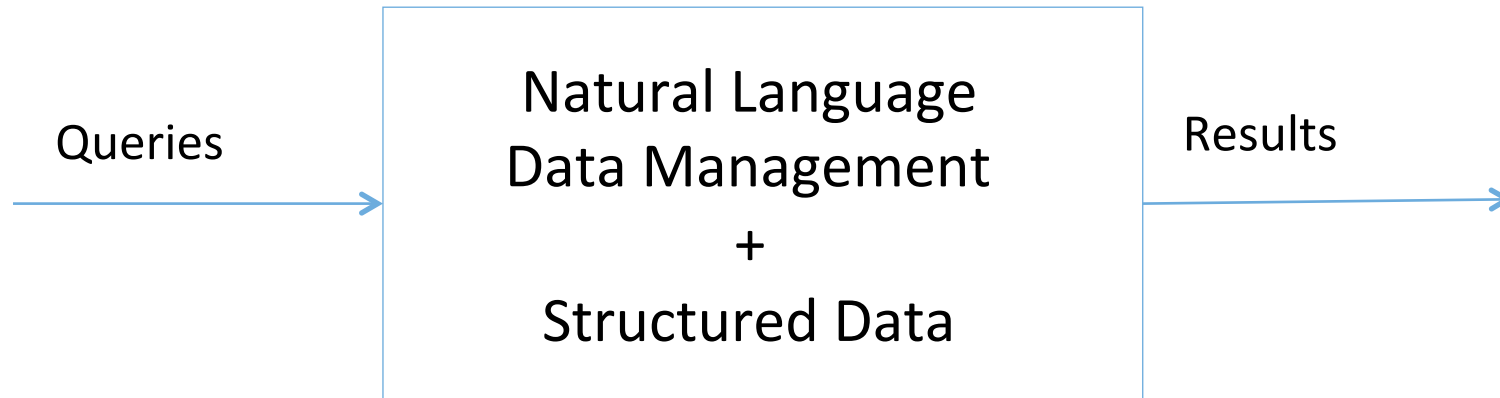 Queries
Natural Language
Data Management
+
Structured Data
Results